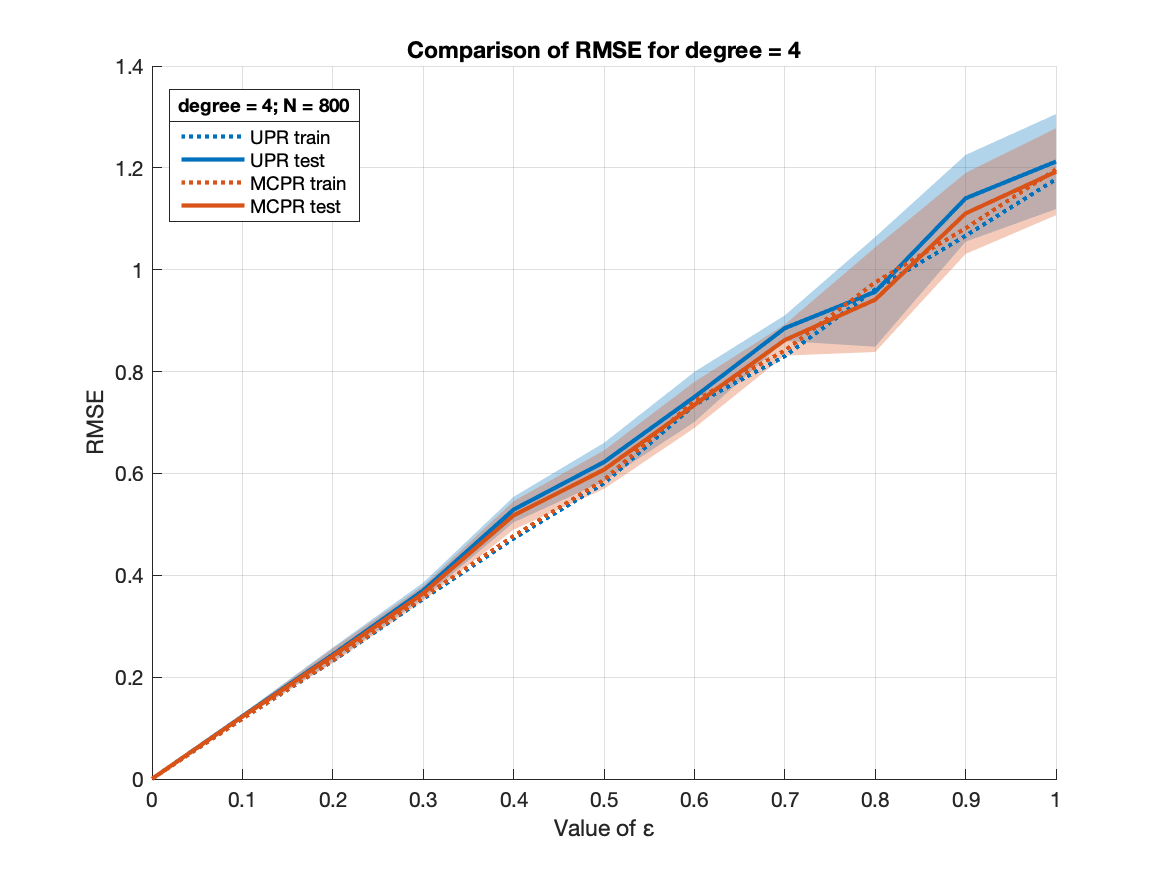 Comparison of RMSE for degree = 4
1.4
1.2
1
0.8
0.6
0.4
0.2
0
RMSE
degree = 4; N = 800
UPR train
UPR test
MCPR train
MCPR test
0 0.1 0.2 0.3 0.4 0.5 0.6 0.7 0.8 0.9 1
Value of ε